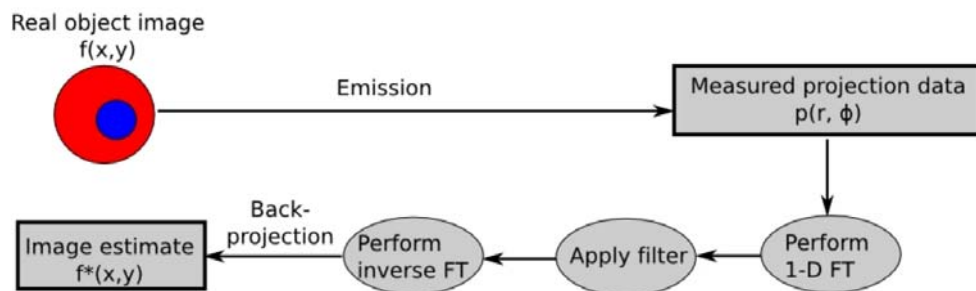 Real object image
f(x,y)
Emission
Measured projection data
p(r, ϕ)
Perform
1-D FT
Apply filter
Perform
inverse FT
Back-
projection
Image estimate
f*(x,y)